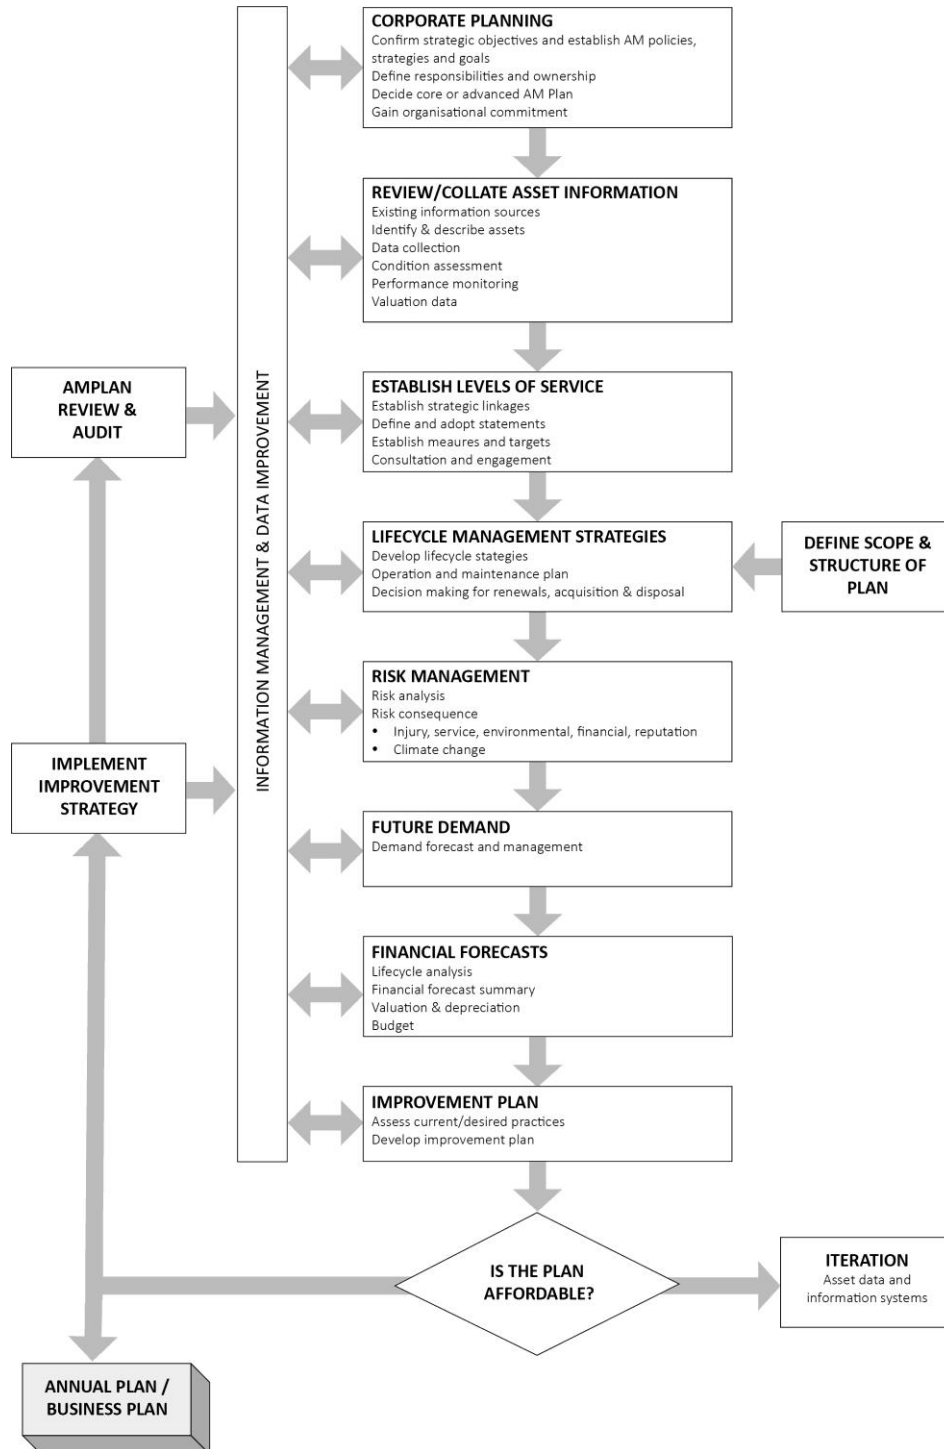 CORPORATE PLANNING
Confirm strategic objectives and establish AM policies,
strategies and goals
Define responsibilities and ownership
Decide core or advanced AM Plan
Gain organisational commitment
REVIEW/COLLATE ASSET INFORMATION
Existing information sources
Identify & describe assets
Data collection
Condition assessment
Performance monitoring
Valuation data
INFORMATION MANAGEMENT & DATA IMPROVEMENT
AMPLAN
REVIEW &
AUDIT
ESTABLISH LEVELS OF SERVICE
Establish strategic linkages
Define and adopt statements
Establish measures and targets
Consultation and engagement
LIFECYCLE MANAGEMENT STRATEGIES
Develop lifecycle stategies
Operation and maintenance plan
Decision making for renewals, acquisition & disposal
DEFINE SCOPE &
STRUCTURE OF
PLAN
RISK MANAGEMENT
Risk analysis
Risk consequence
• Injury, service, environmental, financial, reputation
• Climate change
IMPLEMENT
IMPROVEMENT
STRATEGY
FUTURE DEMAND
Demand forecast and management
FINANCIAL FORECASTS
Lifecycle analysis
Financial forecast summary
Valuation & depreciation
Budget
IMPROVEMENT PLAN
Assess current/desired practices
Develop improvement plan
IS THE PLAN
AFFORDABLE?
ITERATION
Asset data and
information systems
ANNUAL PLAN /
BUSINESS PLAN